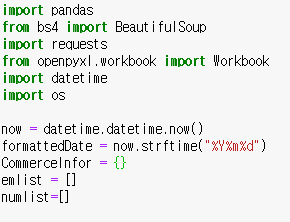 import pandas
from bs4 import BeautifulSoup
import requests
from openpyxl.workbook import Workbook
import datetime
import os
now = datetime.datetime.now()
formattedDate = now.strftime("%Y%m%d")
CommerceInfor = {}
emlist = []
numlist=[]